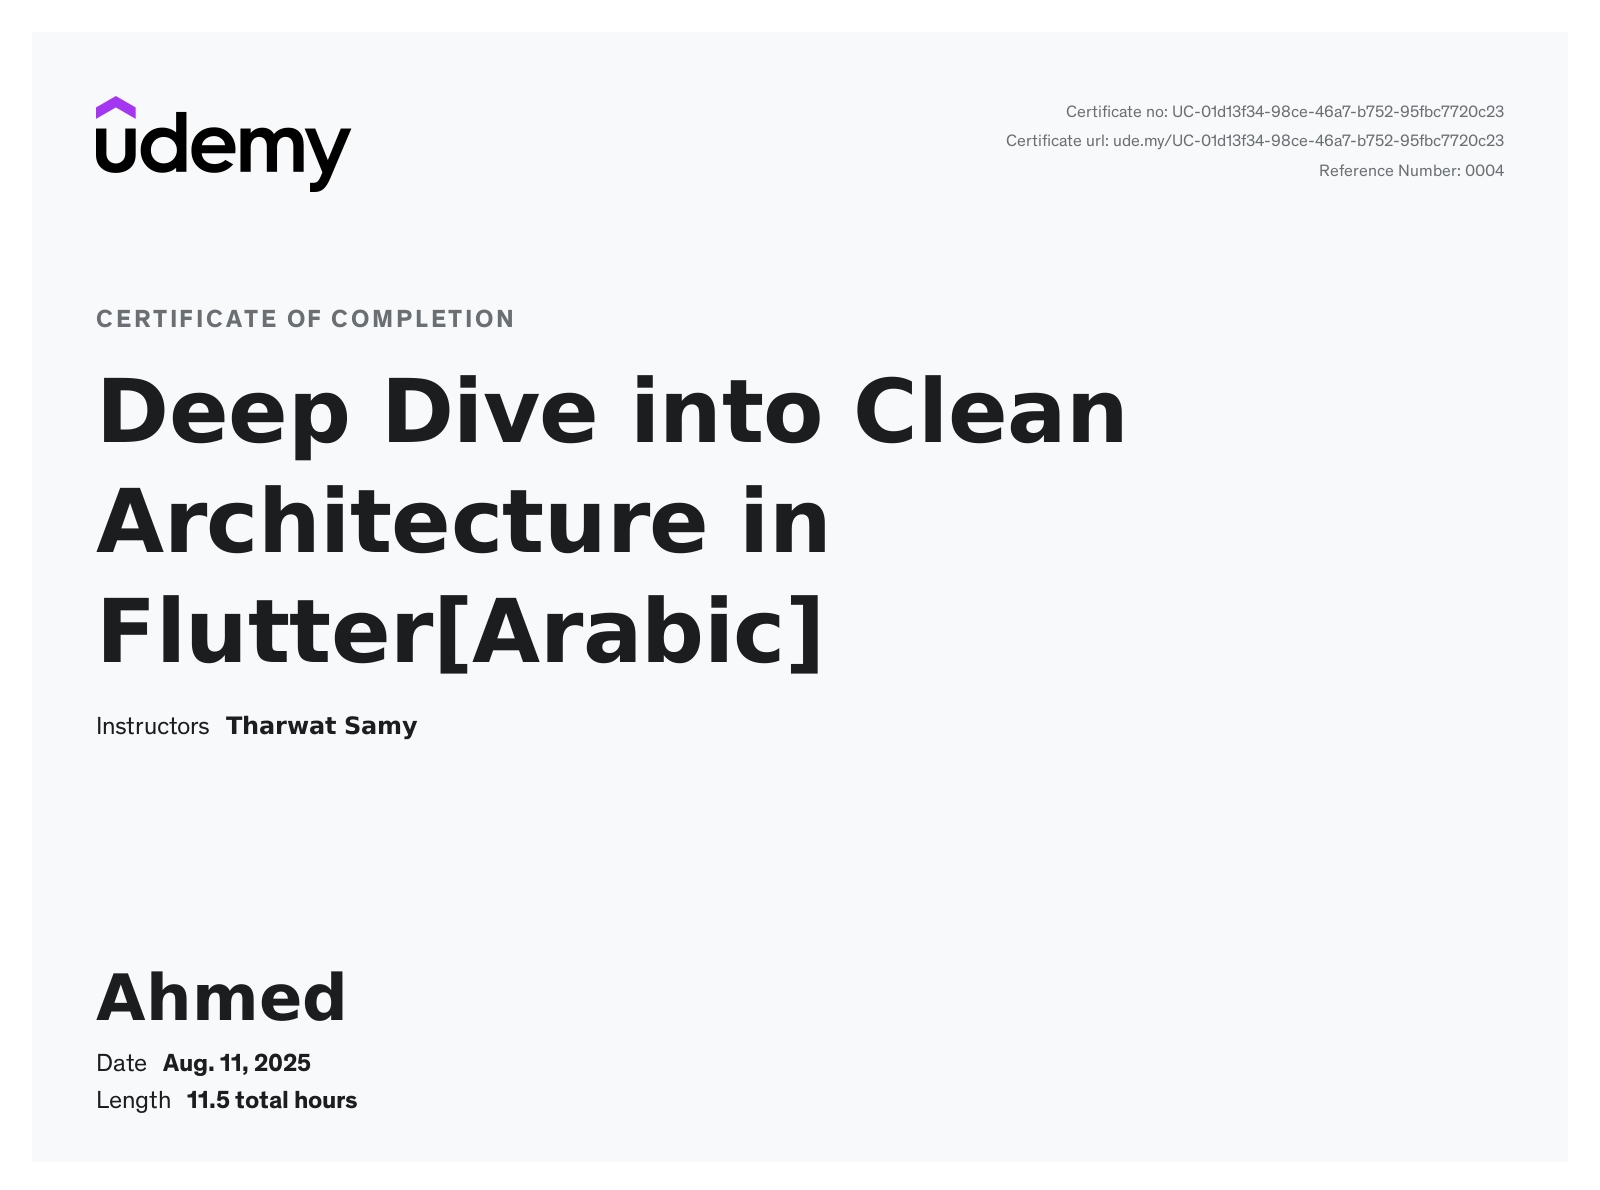 udemy
Certificate no: UC-01d13f34-98ce-46a7-b752-95fbc7720c23
Certificate url: ude.my/UC-01d13f34-98ce-46a7-b752-95fbc7720c23
Reference Number: 0004
CERTIFICATE OF COMPLETION
Deep Dive into Clean
Architecture in
Flutter[Arabic]
Instructors Tharwat Samy
Ahmed
Date Aug. 11, 2025
Length 11.5 total hours